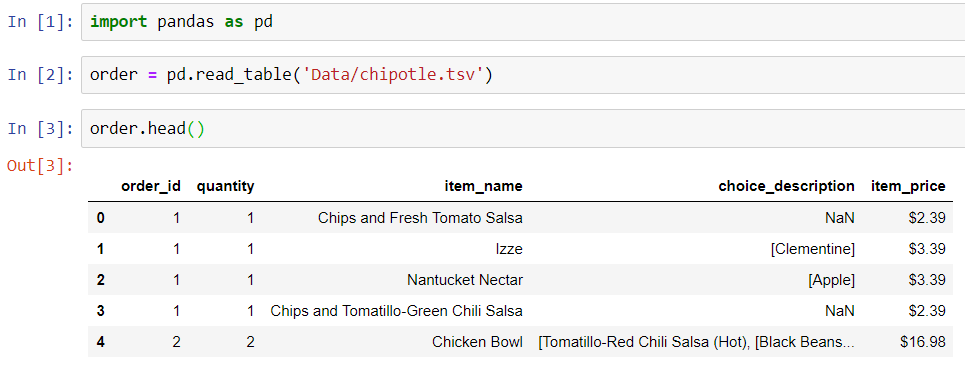 In [1]: import pandas as pd
In [2]: order = pd.read_table('Data/chipotle.tsv')
In [3]: order.head()
Out[3]:
order_id quantity item_name choice_description item_price
0 1 1 Chips and Fresh Tomato Salsa NaN $2.39
1 1 1 Izze [Clementine] $3.39
2 1 1 Nantucket Nectar [Apple] $3.39
3 1 1 Chips and Tomatillo-Green Chili Salsa NaN $2.39
4 2 2 Chicken Bowl [Tomatillo-Red Chili Salsa (Hot), [Black Beans... $16.98